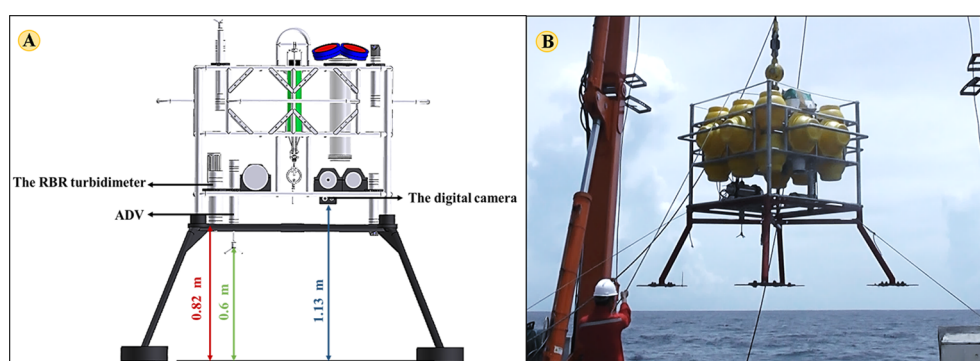 A
B
The RBR turbidimeter
The digital camera
ADV
0.82 m
0.6 m
1.13 m